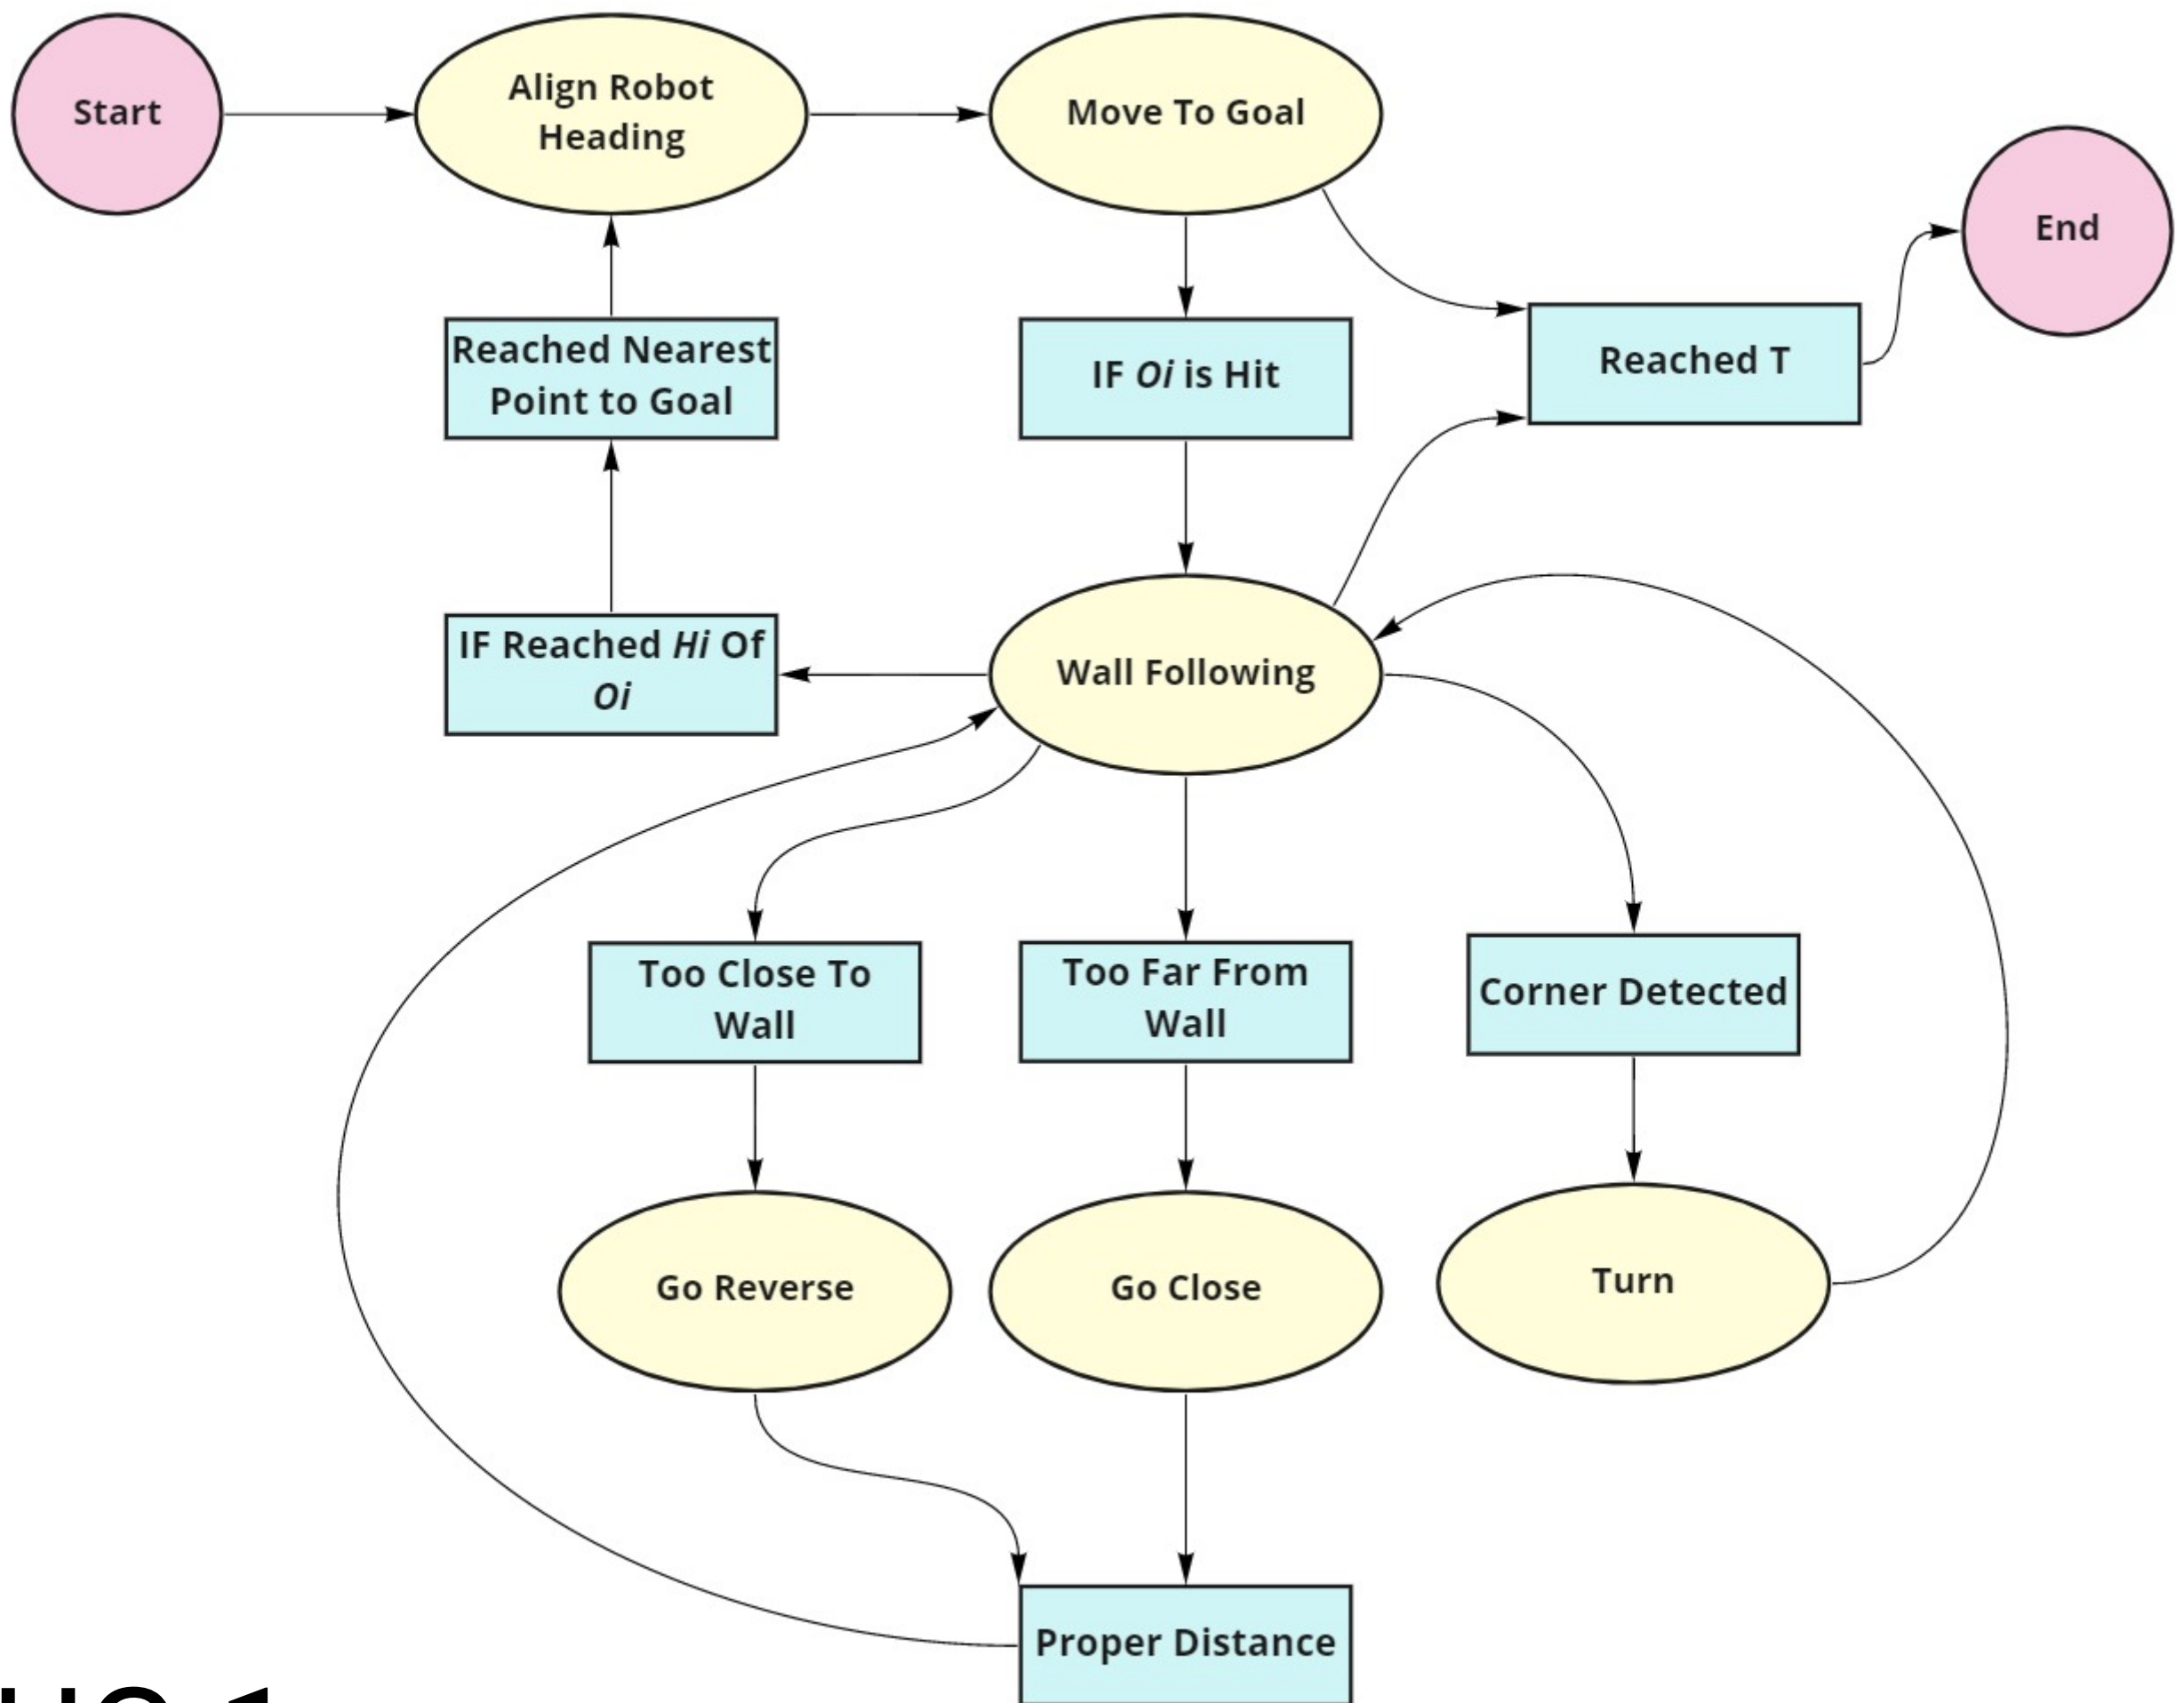 Start
Align Robot
Heading
Move To Goal
End
Reached Nearest
Point to Goal
IF Oi is Hit
Reached T
IF Reached Hi Of
Oi
Wall Following
Too Close To
Wall
Too Far From
Wall
Corner Detected
Go Reverse
Go Close
Turn
Proper Distance